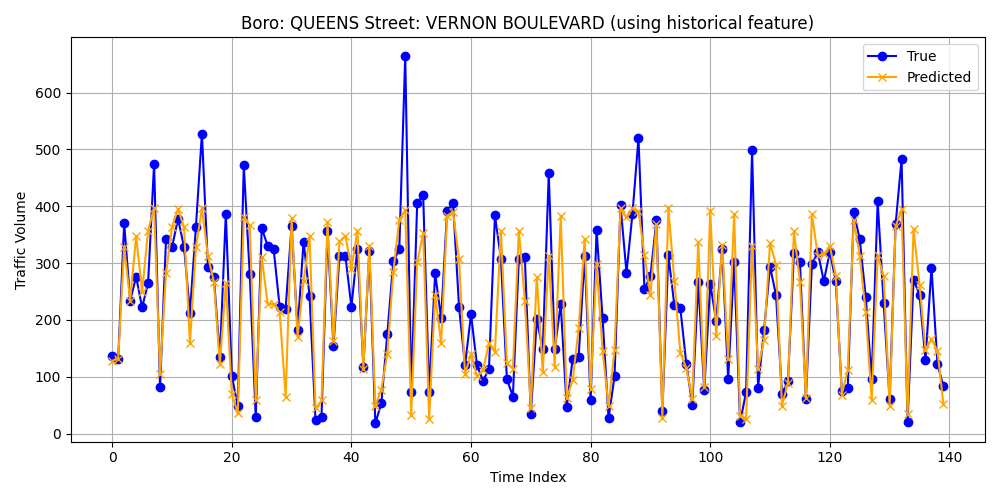 Boro: QUEENS Street: VERNON BOULEVARD (using historical feature)
True
Predicted
Traffic Volume
600
500
400
300
200
100
0
0 20 40 60 80 100 120 140
Time Index